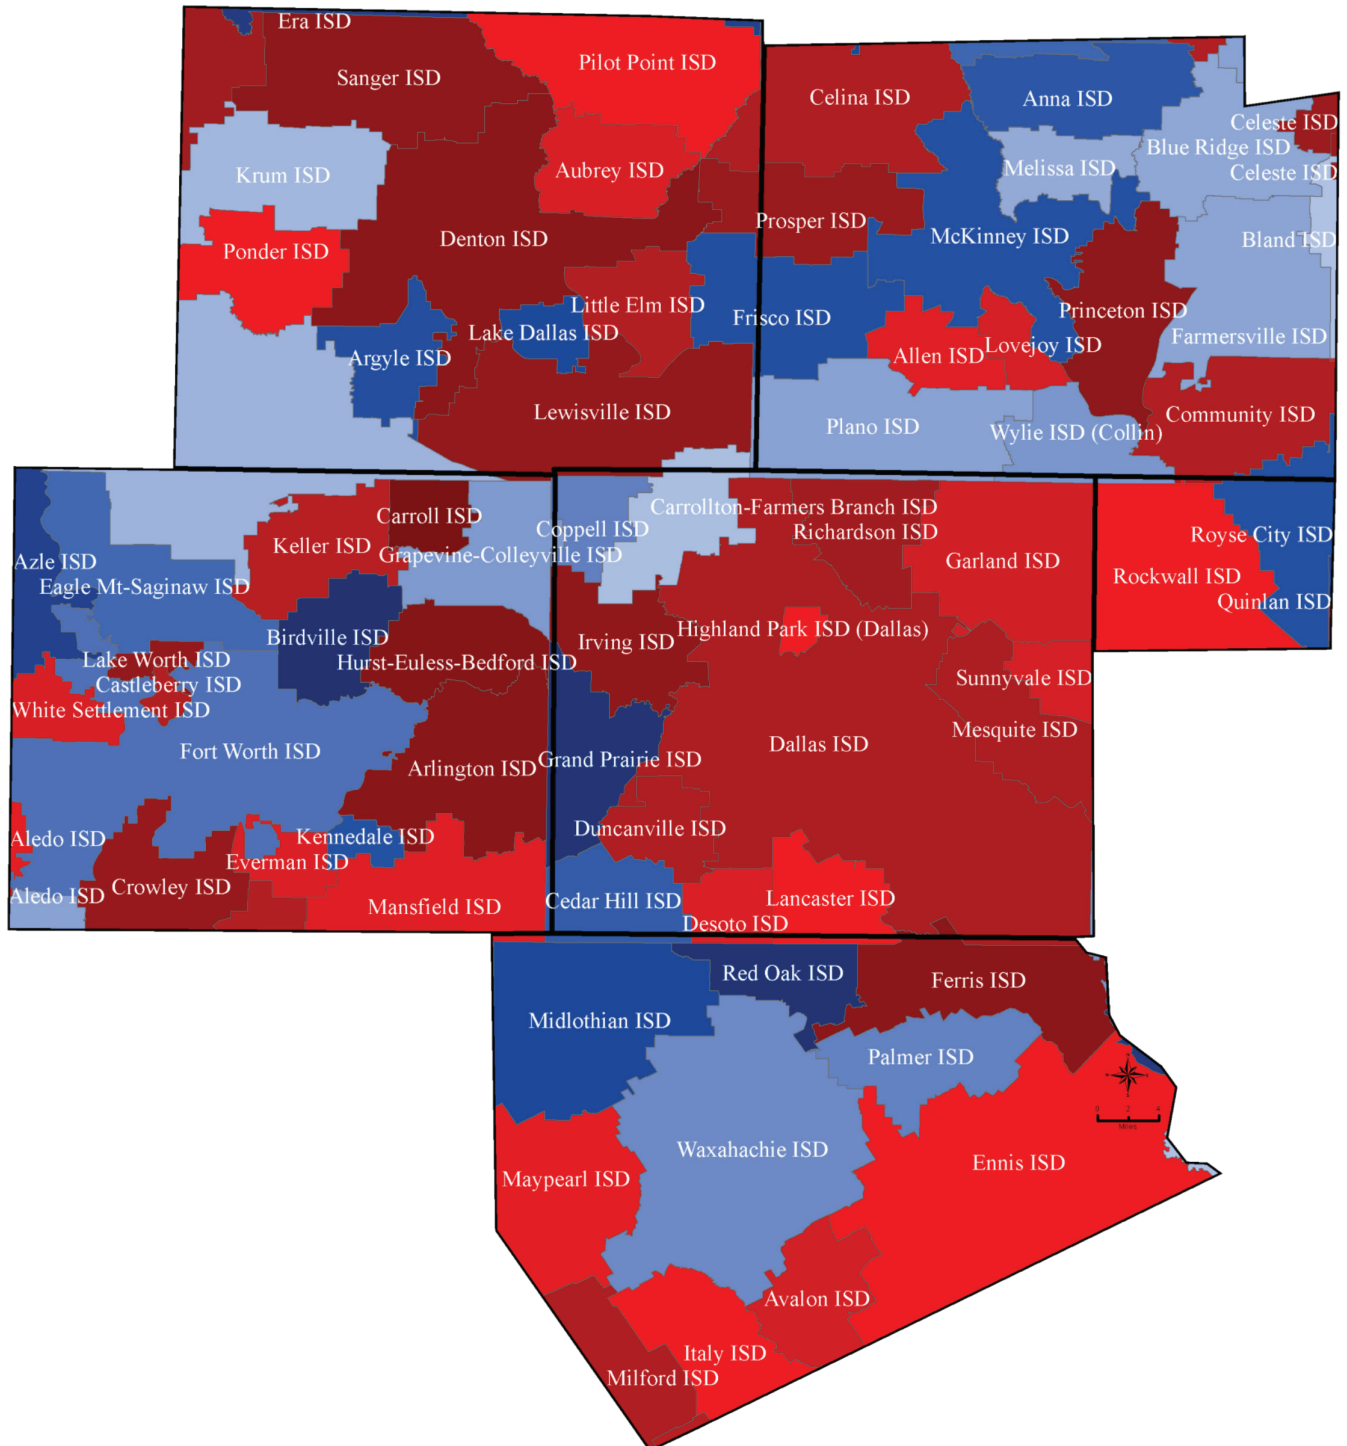 Era ISD
Pilot Point ISD
Sanger ISD
Celina ISD
Anna ISD
Celeste ISD
Blue Ridge ISD
Melissa ISD
Celeste ISD
Krum ISD
Aubrey ISD
Prosper ISD
McKinney ISD
Bland ISD
Denton ISD
Ponder ISD
Little Elm ISD
Princeton ISD
Frisco ISD
Lake Dallas ISD
Farmersville ISD
Lovejoy ISD
Allen ISD
Argyle ISD
Lewisville ISD
Community ISD
Plano ISD
Wylie ISD (Collin)
Carroll ISD
Carrollton-Farmers Branch ISD
Coppell ISD
Richardson ISD
Royse City ISD
Keller ISD
Grapevine-Colleyville ISD
Garland ISD
Azle ISD
Rockwall ISD
Eagle Mt-Saginaw ISD
Quinlan ISD
Birdville ISD
Highland Park ISD (Dallas)
Irving ISD
Lake Worth ISD
Hurst-Euless-Bedford ISD
Sunnyvale ISD
Castleberry ISD
White Settlement ISD
Mesquite ISD
Fort Worth ISD
Dallas ISD
Grand Prairie ISD
Arlington ISD
Duncanville ISD
Kennedale ISD
Aledo ISD
Everman ISD
Crowley ISD
Aledo ISD
Lancaster ISD
Cedar Hill ISD
Mansfield ISD
Desoto ISD
Red Oak ISD
Ferris ISD
Midlothian ISD
Palmer ISD
0 2 4
Miles
Waxahachie ISD
Ennis ISD
Maypearl ISD
Avalon ISD
Italy ISD
Milford ISD